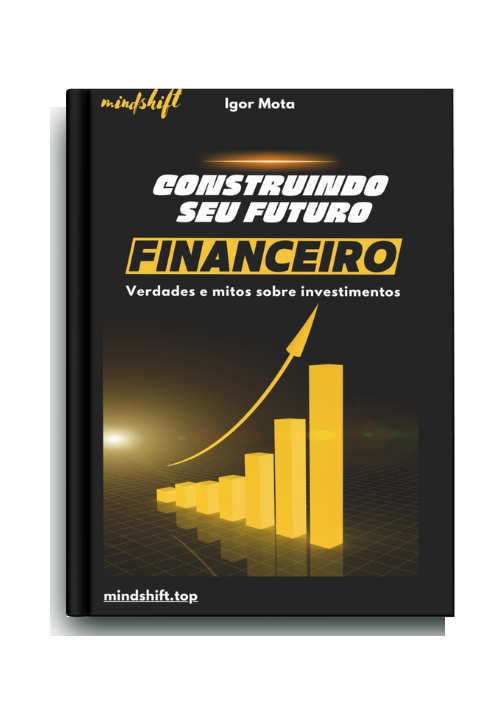 mindshift
Igor Mota
CONSTRUINDO
SEU FUTURO
FINANCEIRO
Verdades e mitos sobre investimentos
mindshift.top